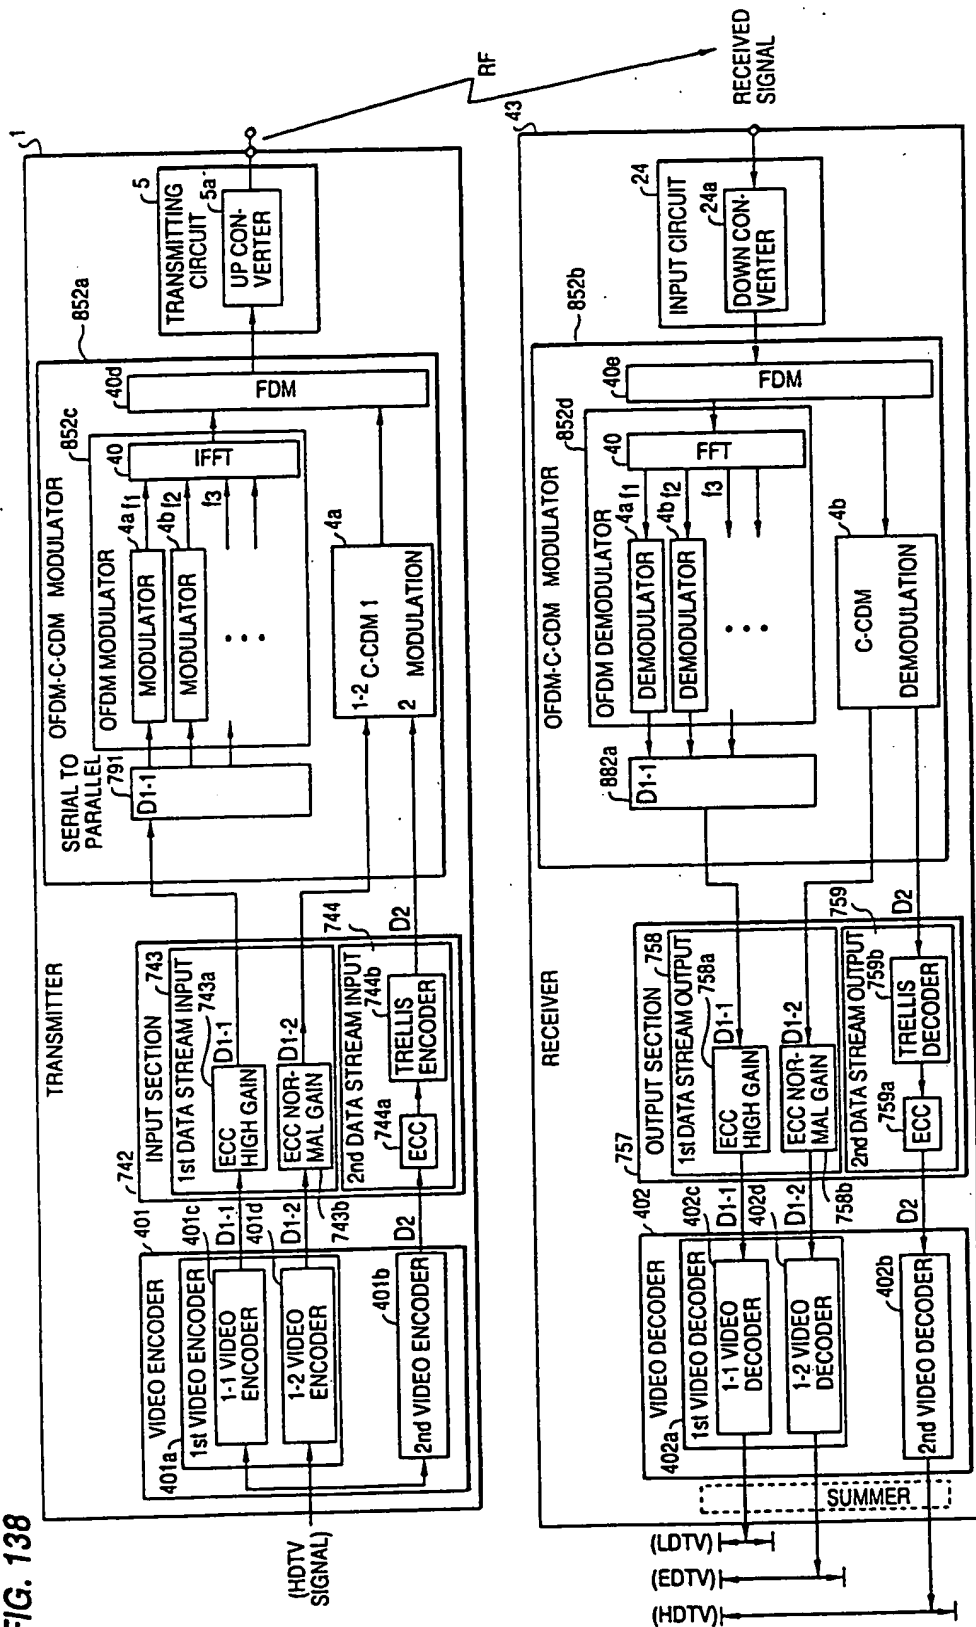 FIG. 138
TRANSMITTER
1
(HDTV
SIGNAL)
VIDEO ENCODER
401
401a
1st VIDEO ENCODER
401c
1-1 VIDEO
ENCODER
401d
1-2 VIDEO
ENCODER
401b
2nd VIDEO ENCODER
D1-1
D1-2
D2
742
INPUT SECTION
743
1st DATA STREAM INPUT
743a
ECC
HIGH GAIN
D1-1
ECC NOR-
MAL GAIN
D1-2
743b
744
2nd DATA STREAM INPUT
744a
ECC
744b
TRELLIS
ENCODER
D2
OFDM-C-CDM MODULATOR
852a
SERIAL TO
PARALLEL
791
D1-1
OFDM MODULATOR
852c
MODULATOR
4a
f1
MODULATOR
4b
f2
f3
40
IFFT
40d
FDM
4a
1-2
C-CDM 1
2
MODULATION
TRANSMITTING
CIRCUIT
5
5a
UP CON-
VERTER
RF
RECEIVED
SIGNAL
RECEIVER
43
INPUT CIRCUIT
24
24a
DOWN CON-
VERTER
OFDM-C-CDM MODULATOR
852b
40e
FDM
OFDM DEMODULATOR
852d
40
FFT
DEMODULATOR
4a
f1
DEMODULATOR
4b
f2
f3
882a
D1-1
4b
C-CDM
DEMODULATION
757
OUTPUT SECTION
758
1st DATA STREAM OUTPUT
758a
ECC
HIGH GAIN
D1-1
ECC NOR-
MAL GAIN
D1-2
758b
759
2nd DATA STREAM OUTPUT
759a
ECC
759b
TRELLIS
DECODER
D2
D1-1
D1-2
D2
VIDEO DECODER
402
402a
1st VIDEO DECODER
402c
1-1 VIDEO
DECODER
402d
1-2 VIDEO
DECODER
402b
2nd VIDEO DECODER
SUMMER
(LDTV)
(EDTV)
(HDTV)